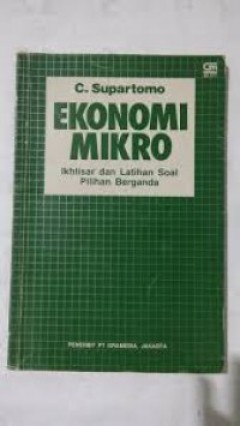 C. Supartomo
EKONOMI
MIKRO
Ikhtisar dan Latihan Soal
Pilihan Berganda
PENERBIT PT GRAMEDIA, JAKARTA